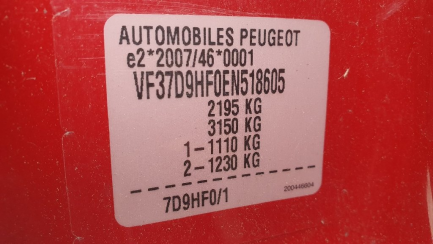 AUTOMOBILES PEUGEOT
e2*2007/46*0001
VF37D9HF0EN518605
2195 KG
3150 KG
1-1110 KG
2-1230 KG
7D9HF0/1